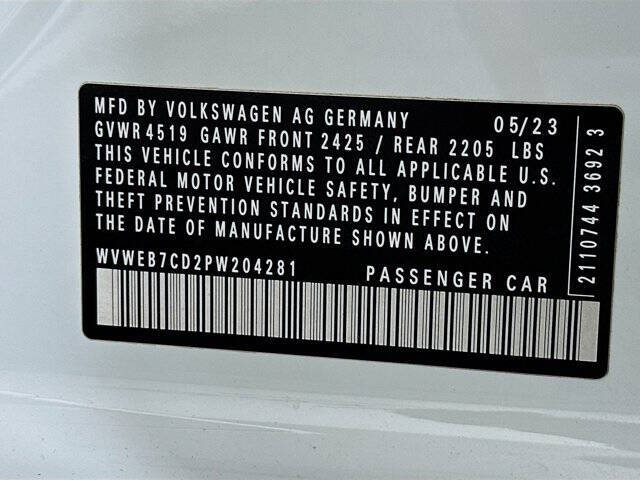 MFD BY VOLKSWAGEN AG GERMANY 05/23
GVWR 4519 GAWR FRONT 2425 / REAR 2205 LBS
THIS VEHICLE CONFORMS TO ALL APPLICABLE U.S.
FEDERAL MOTOR VEHICLE SAFETY, BUMPER AND
THEFT PREVENTION STANDARDS IN EFFECT ON
THE DATE OF MANUFACTURE SHOWN ABOVE.
WVWEB7CD2PW204281 PASSENGER CAR
2110744 36923